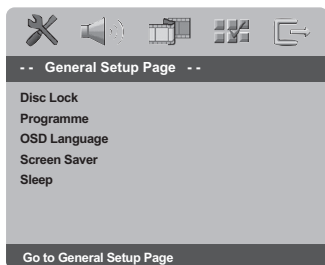 - - General Setup Page - -
Disc Lock
Programme
OSD Language
Screen Saver
Sleep
Go to General Setup Page